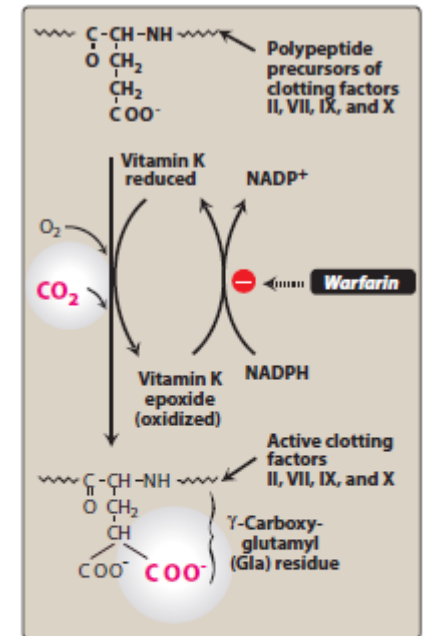 C-CH-NH
O CH2
CH2
COO-
Polypeptide
precursors of
clotting factors
II, VII, IX, and X
Vitamin K
reduced
NADP+
O2
CO2
Warfarin
Vitamin K
epoxide
(oxidized)
NADPH
Active clotting
factors
II, VII, IX, and X
C-CH-NH
O CH2
CH
COO- COO-
γ-Carboxy-
glutamyl
(Gla) residue